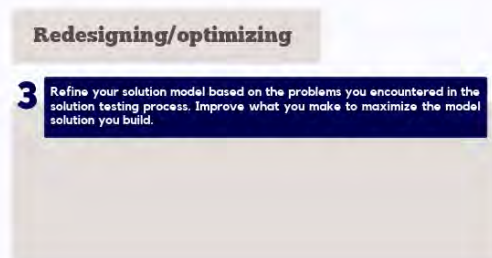 Redesigning/optimizing
3
Refine your solution model based on the problems you encountered in the
solution testing process. Improve what you make to maximize the model
solution you build.